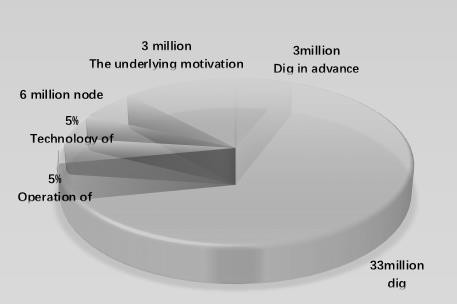 3 million
The underlying motivation
3million
Dig in advance
6 million node
5%
Technology of
5%
Operation of
33million
dig